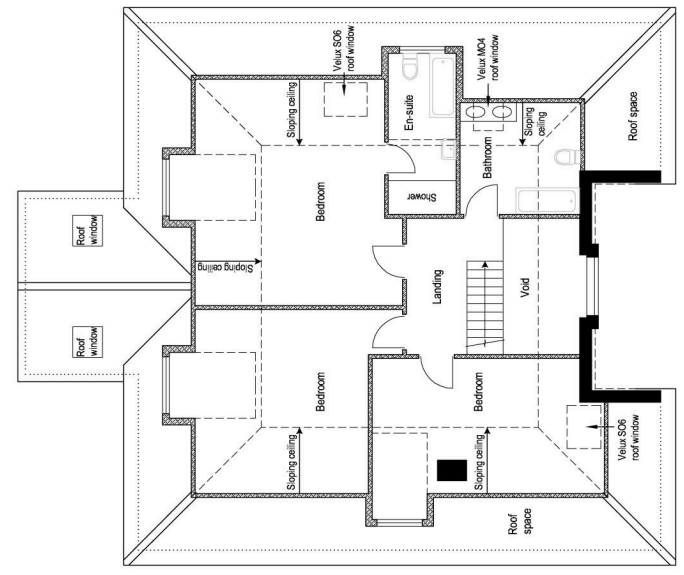 Velux SO6
roof window
Velux MO4
roof window
Sloping ceiling
En-suite
Sloping
ceiling
Roof space
Bathroom
Shower
Bedroom
Roof
window
Sloping ceiling
Landing
Void
Roof
window
Bedroom
Bedroom
Sloping ceiling
Sloping ceiling
Velux SO6
roof window
Roof
space